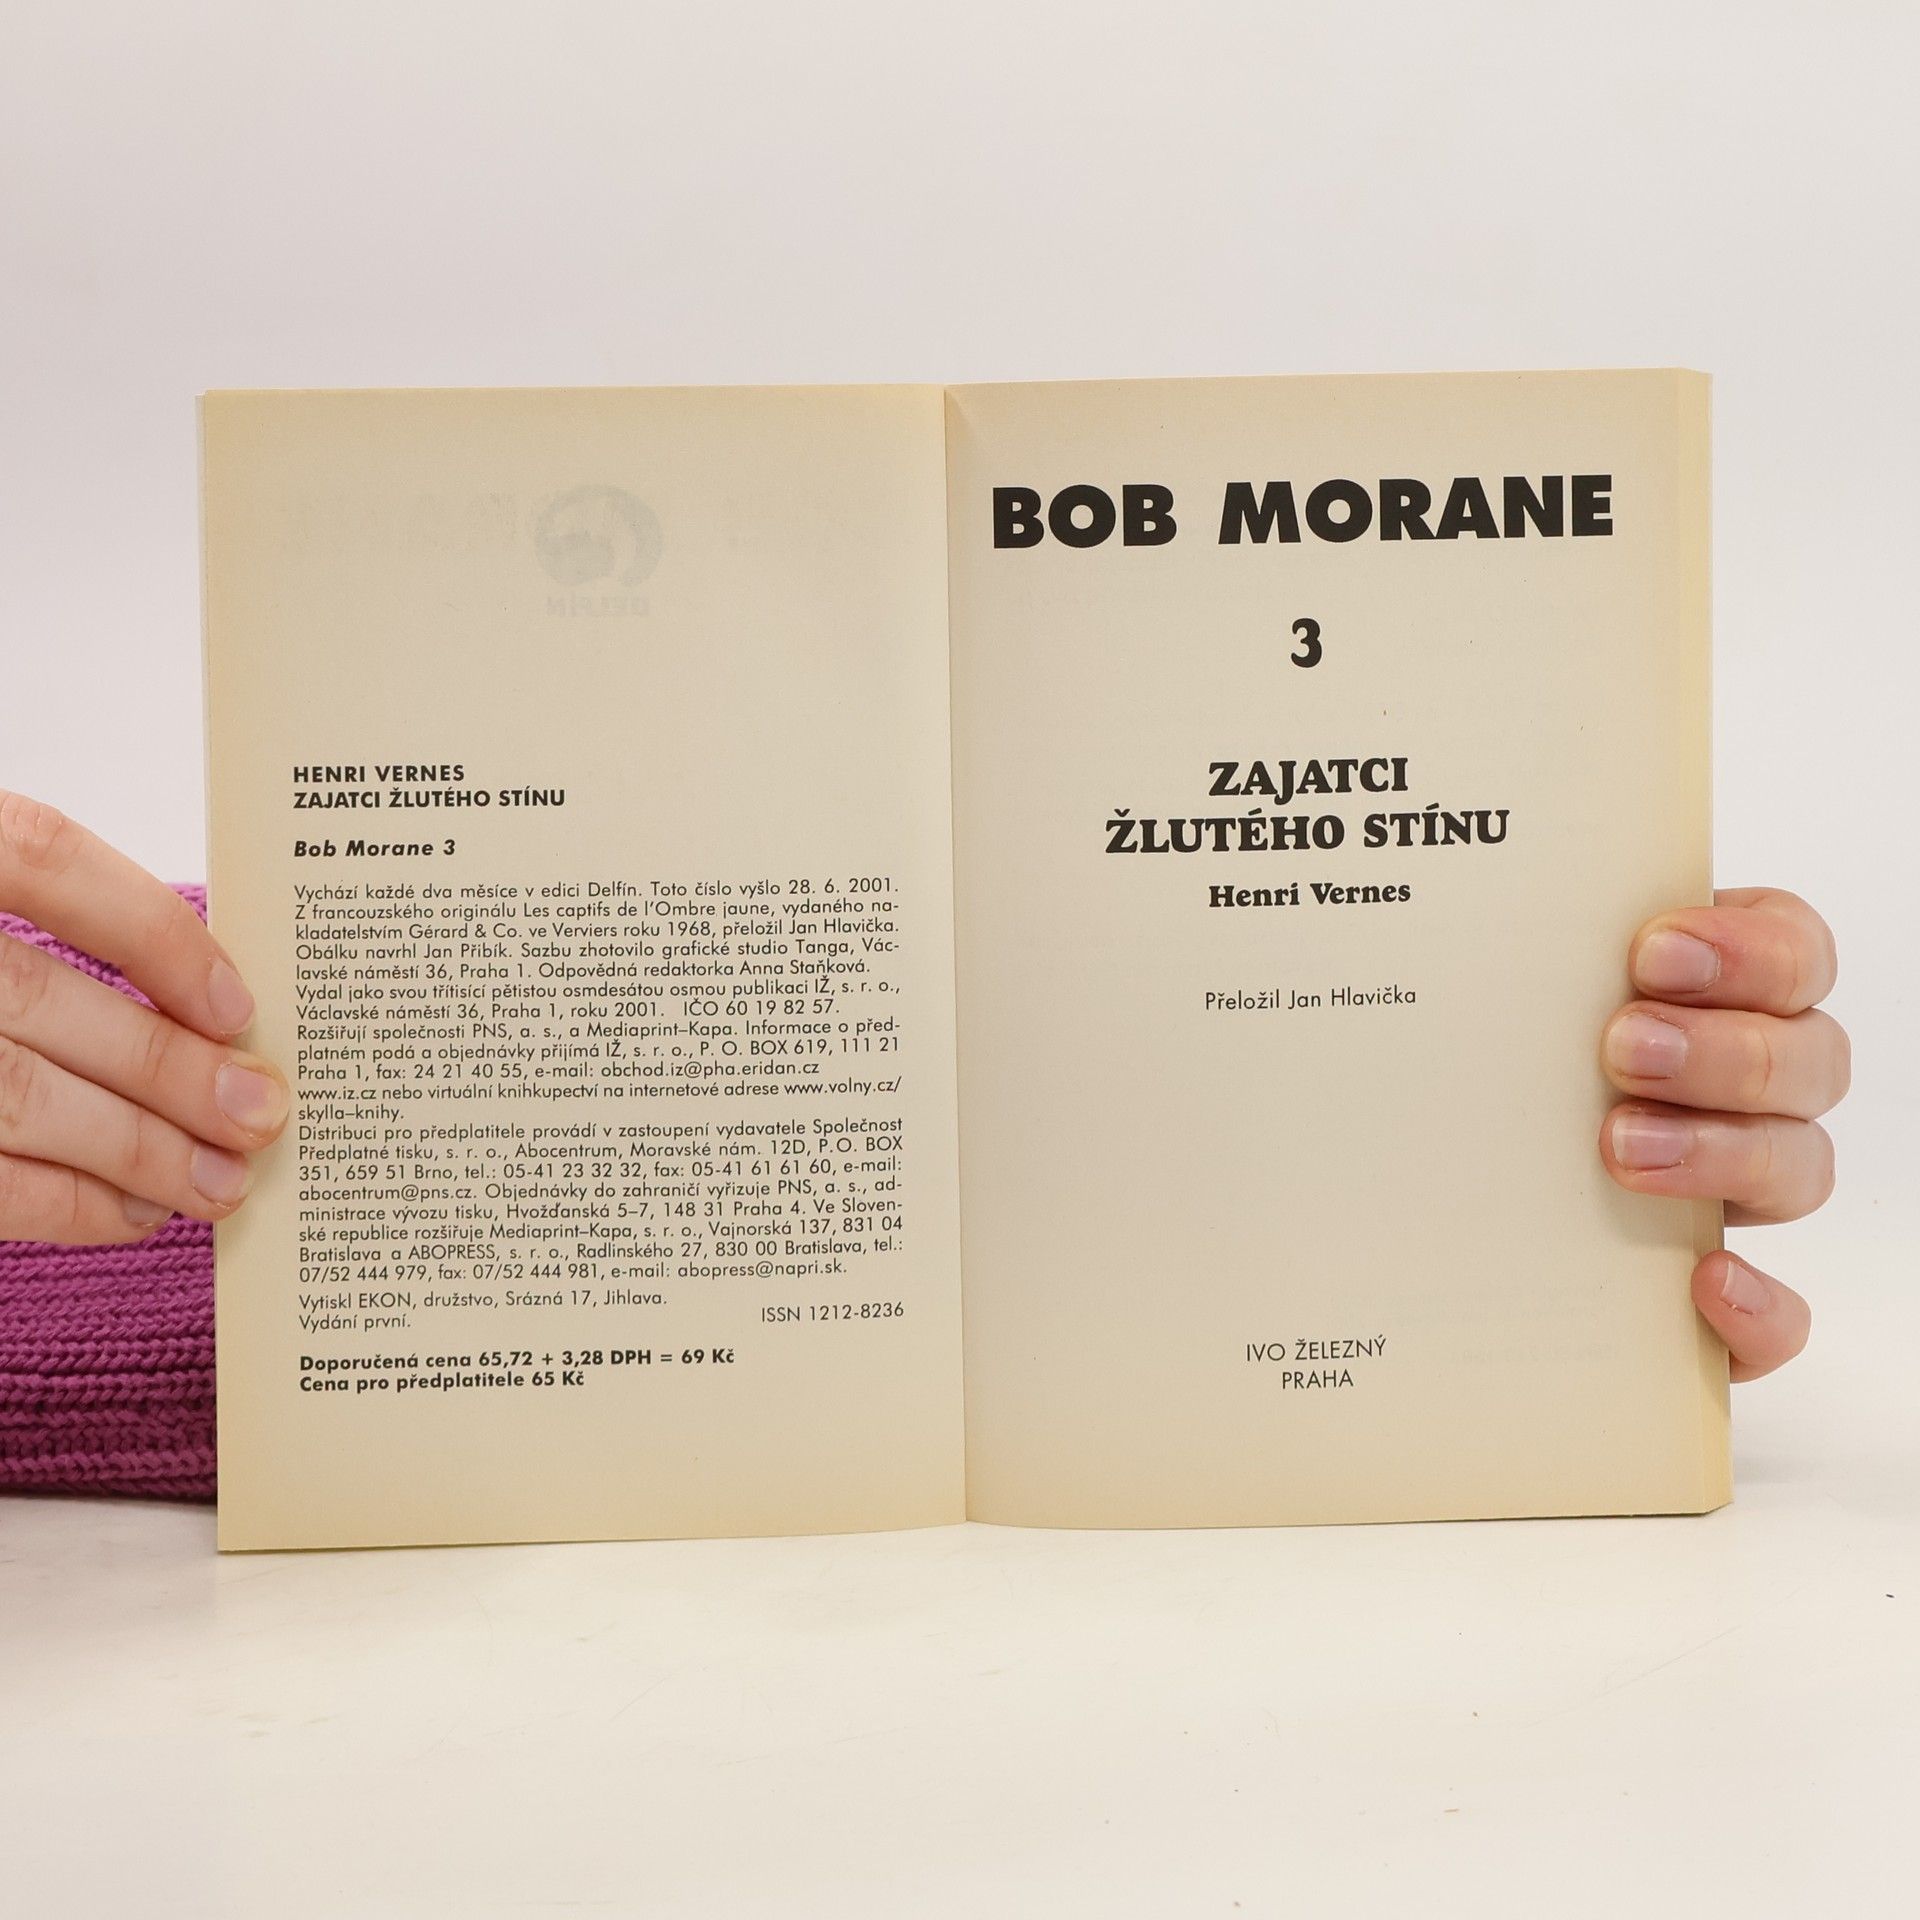 HENRI VERNES
ZAJATCI ŽLUTÉHO STÍNU
Bob Morane 3
Vychází každé dva měsíce v edici Delfín. Toto číslo vyšlo 28. 6. 2001.
Z francouzského originálu Les captifs de l'Ombre jaune, vydaného na-
kladatelstvím Gérard & Co. ve Verviers roku 1968, přeložil Jan Hlavička.
Obálku navrhl Jan Přibík. Sazbu zhotovilo grafické studio Tanga, Vác-
lavské náměstí 36, Praha 1. Odpovědná redaktorka Anna Staňková.
Vydal jako svou třítisící pětistou osmdesátou osmou publikaci IŽ, s. r. o.,
Václavské náměstí 36, Praha 1, roku 2001. IČO 60 19 82 57.
Rozšiřují společnosti PNS, a. s., a Mediaprint–Kapa. Informace o před-
platném podá a objednávky přijímá IŽ, s. r. o., P. O. BOX 619, 111 21
Praha 1, fax: 24 21 40 55, e-mail: obchod.iz@pha.eridan.cz
www.iz.cz nebo virtuální knihkupectví na internetové adrese www.volny.cz/
skylla–knihy.
Distribuci pro předplatitele provádí v zastoupení vydavatele Společnost
Předplatné tisku, s. r. o., Abocentrum, Moravské nám. 12D, P.O. BOX
351, 659 51 Brno, tel.: 05-41 23 32 32, fax: 05-41 61 61 60, e-mail:
abocentrum@pns.cz. Objednávky do zahraničí vyřizuje PNS, a. s., ad-
ministrace vývozu tisku, Hvožďanská 5–7, 148 31 Praha 4. Ve Sloven-
ské republice rozšiřuje Mediaprint–Kapa, s. r. o., Vajnorská 137, 831 04
Bratislava a ABOPRESS, s. r. o., Radlinského 27, 830 00 Bratislava, tel.:
07/52 444 979, fax: 07/52 444 981, e-mail: abopress@napri.sk.
Vytiskl EKON, družstvo, Srázná 17, Jihlava.
Vydání první.
ISSN 1212-8236
Doporučená cena 65,72 + 3,28 DPH = 69 Kč
Cena pro předplatitele 65 Kč
BOB MORANE
3
ZAJATCI
ŽLUTÉHO STÍNU
Henri Vernes
Přeložil Jan Hlavička
IVO ŽELEZNÝ
PRAHA